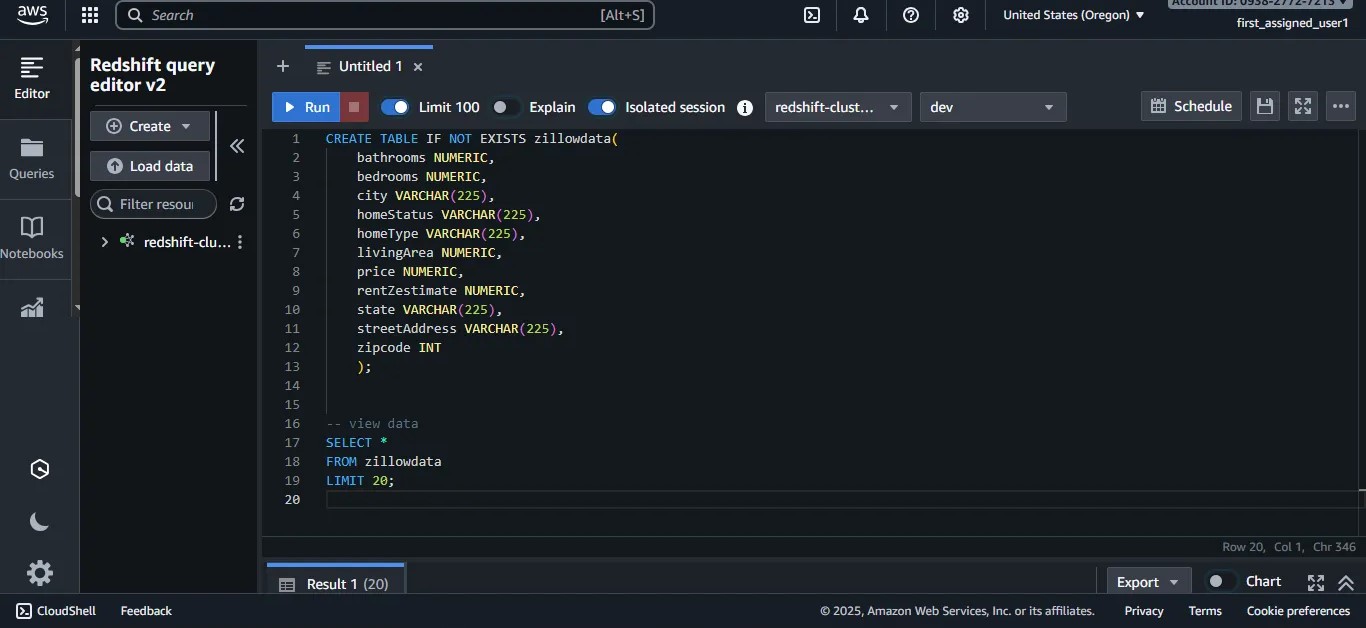 aws
Search [Alt+S]
United States (Oregon)
Account ID: 0938-2772-7213
first_assigned_user1
Editor
Queries
Notebooks
Redshift query
editor v2
Create
Load data
Filter resou
redshift-clu...
Untitled 1
Run Limit 100 Explain Isolated session redshift-clust... dev Schedule
1 CREATE TABLE IF NOT EXISTS zillowdata(
2 bathrooms NUMERIC,
3 bedrooms NUMERIC,
4 city VARCHAR(225),
5 homeStatus VARCHAR(225),
6 homeType VARCHAR(225),
7 livingArea NUMERIC,
8 price NUMERIC,
9 rentZestimate NUMERIC,
10 state VARCHAR(225),
11 streetAddress VARCHAR(225),
12 zipcode INT
13 );
14
15
16 -- view data
17 SELECT *
18 FROM zillowdata
19 LIMIT 20;
20
Row 20, Col 1, Chr 346
Result 1 (20)
Export Chart
CloudShell Feedback © 2025, Amazon Web Services, Inc. or its affiliates. Privacy Terms Cookie preferences